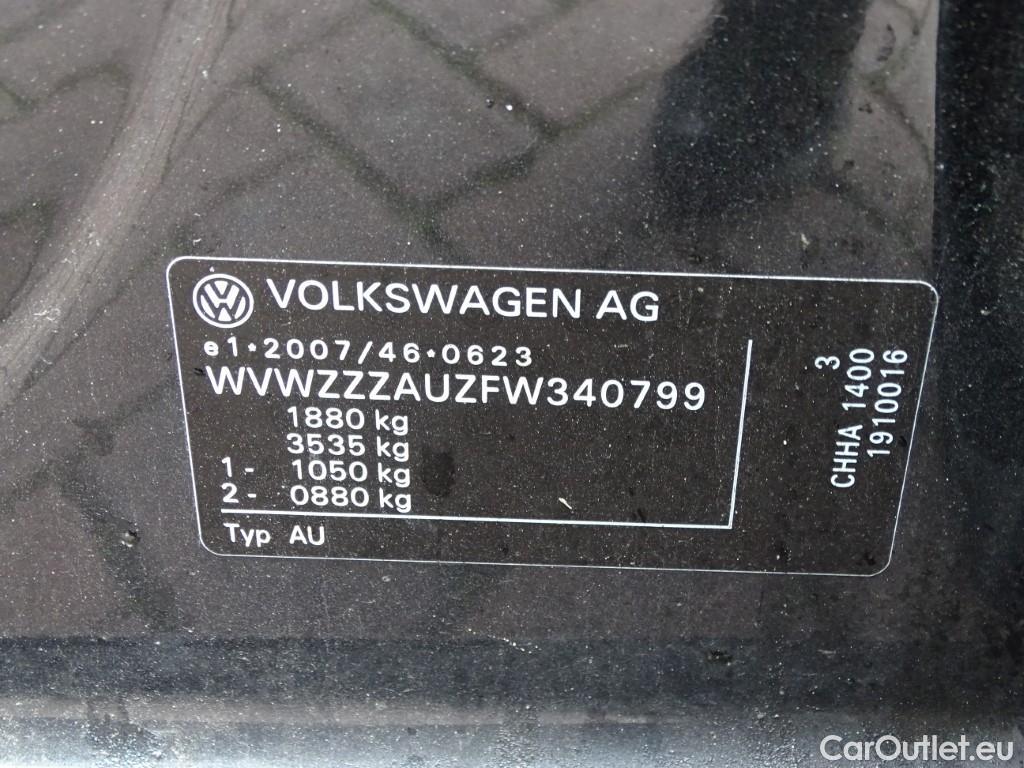 VOLKSWAGEN AG
e1*2007/46*0623
WVWZZZAUZFW340799
1880 kg
3535 kg
1- 1050 kg
2- 0880 kg
Typ AU
3
CHHA 1400
1910016
CarOutlet.eu